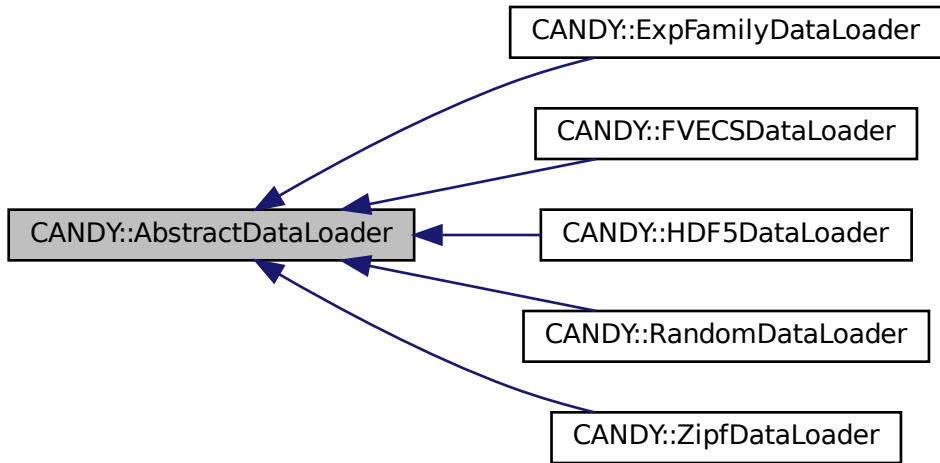 CANDY::ExpFamilyDataLoader
CANDY::FVECSDataLoader
CANDY::AbstractDataLoader
CANDY::HDF5DataLoader
CANDY::RandomDataLoader
CANDY::ZipfDataLoader